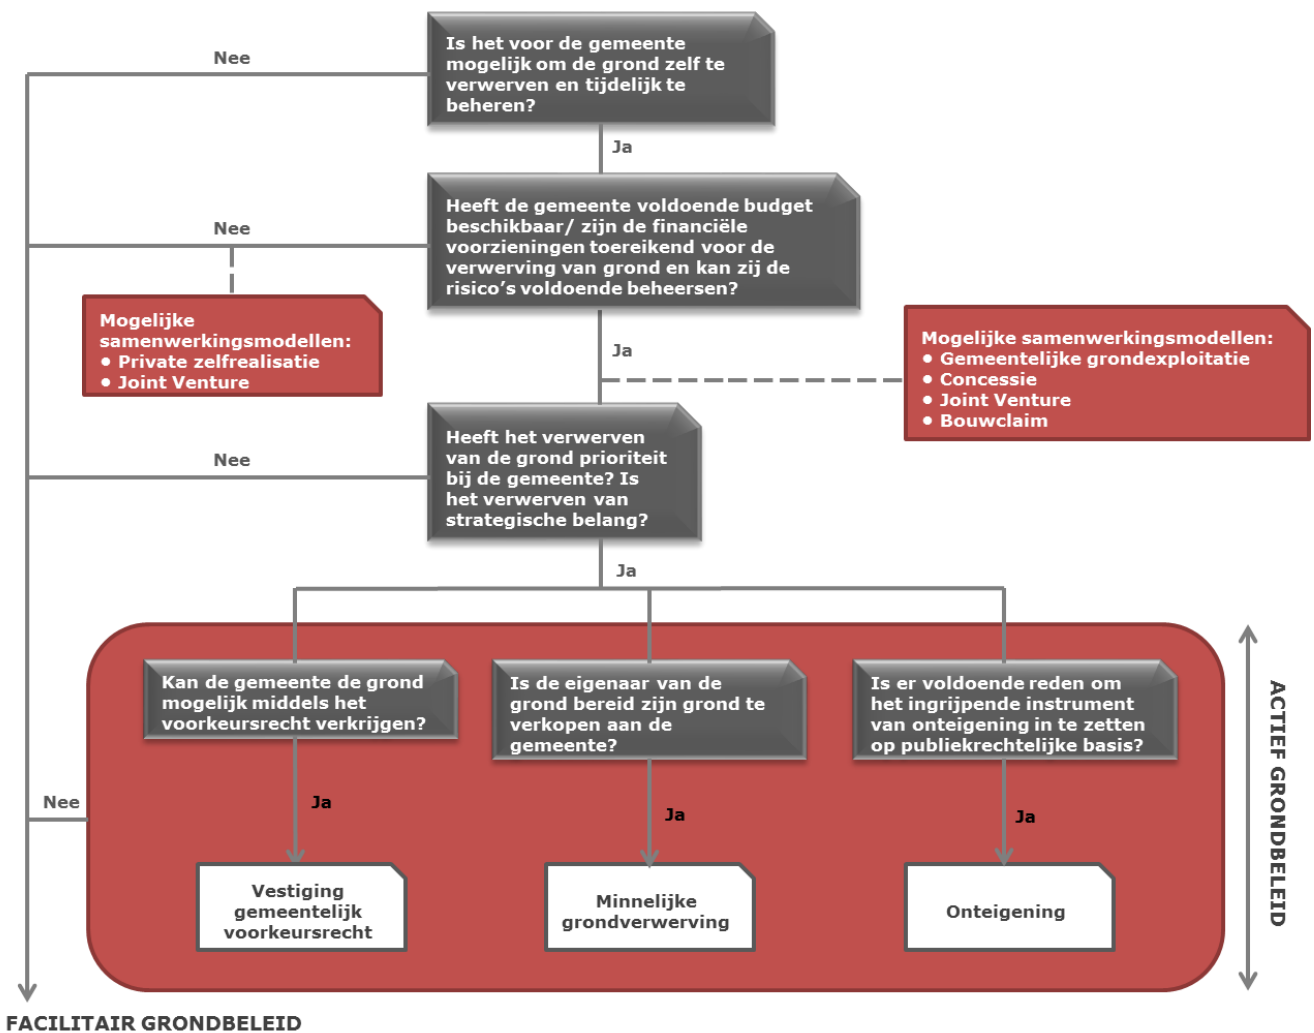 Is het voor de gemeente
mogelijk om de grond zelf te
verwerven en tijdelijk te
beheren?
Nee
Ja
Heeft de gemeente voldoende budget
beschikbaar/ zijn de financiële
voorzieningen toereikend voor de
verwerving van grond en kan zij de
risico's voldoende beheersen?
Nee
Mogelijke
samenwerkingsmodellen:
● Private zelfrealisatie
● Joint Venture
Ja
Mogelijke samenwerkingsmodellen:
● Gemeentelijke grondexploitatie
● Concessie
● Joint Venture
● Bouwclaim
Heeft het verwerven
van de grond prioriteit
bij de gemeente? Is
het verwerven van
strategische belang?
Nee
Ja
Kan de gemeente de grond
mogelijk middels het
voorkeursrecht verkrijgen?
Is de eigenaar van de
grond bereid zijn grond te
verkopen aan de
gemeente?
Is er voldoende reden om
het ingrijpende instrument
van onteigening in te zetten
op publiekrechtelijke basis?
Nee
Ja
Ja
Ja
Vestiging
gemeentelijk
voorkeursrecht
Minnelijke
grondverwerving
Onteigening
ACTIEF GRONDBELEID
FACILITAIR GRONDBELEID